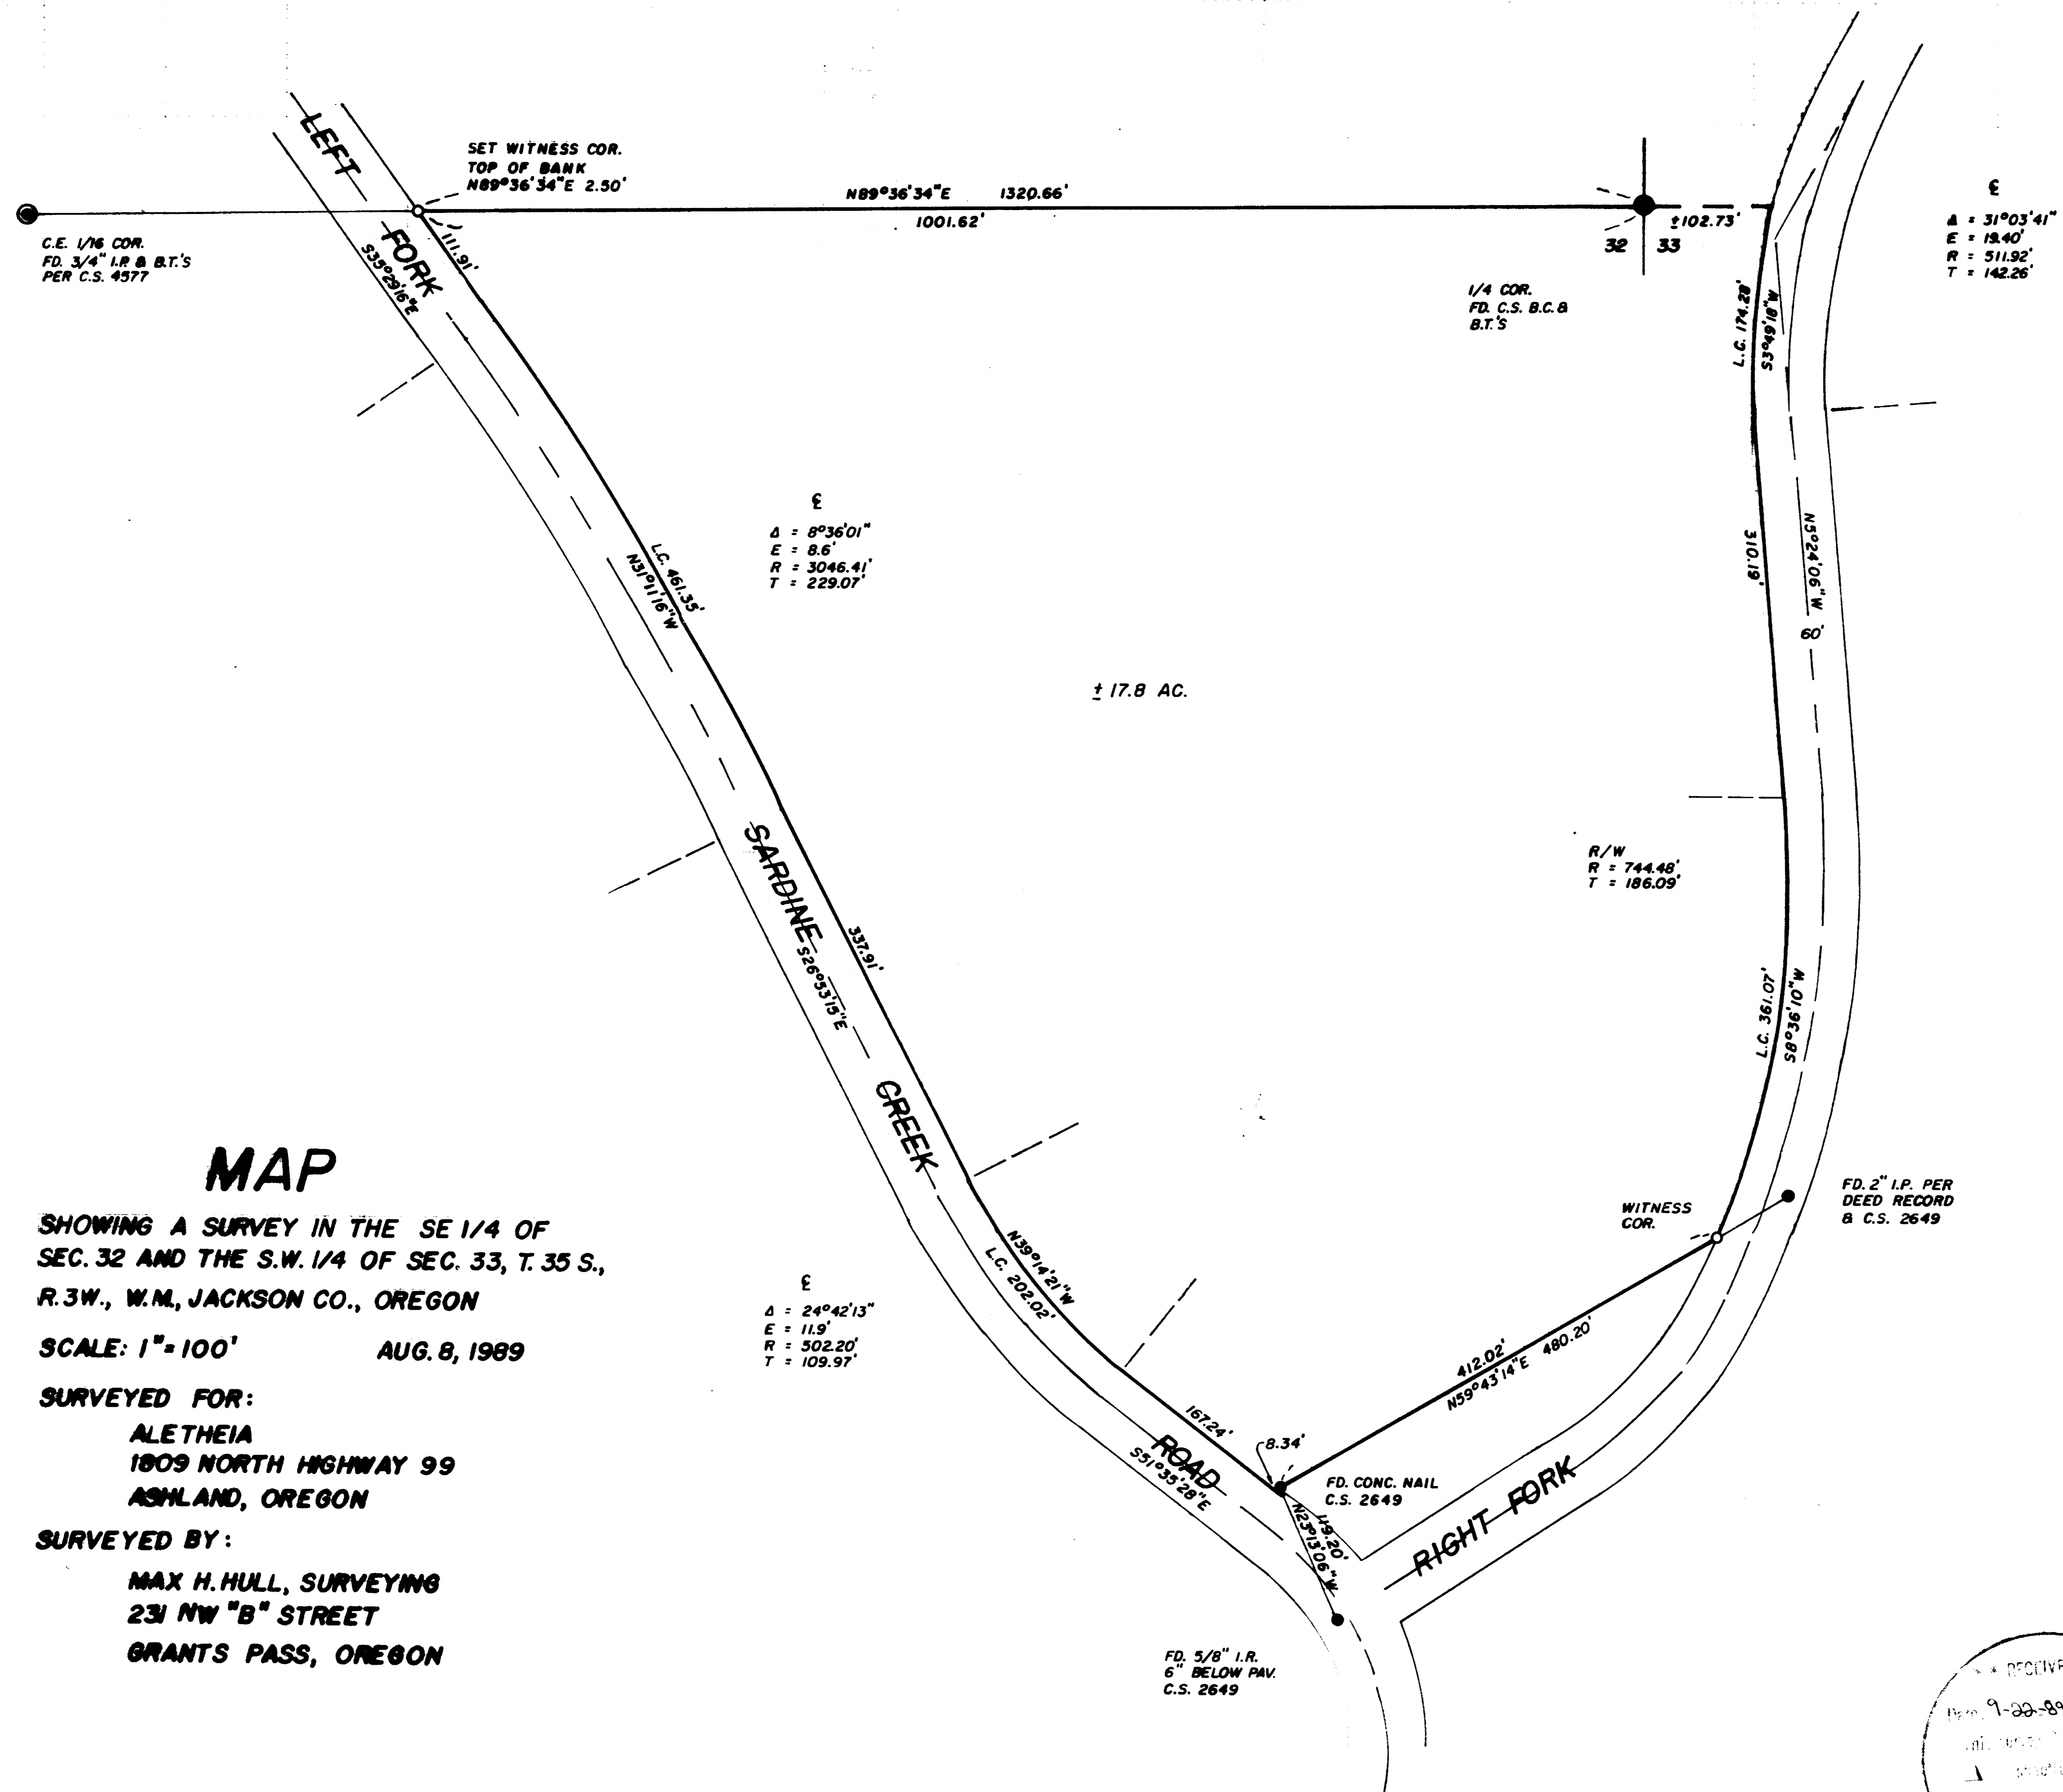 LEFT
FORK
S35°29'16"E
111.91'
SET WITNESS COR.
TOP OF BANK
N89°36'34"E 2.50'
C.E. 1/16 COR.
FD. 3/4" I.P. & B.T.'S
PER C.S. 4577
N89°36'34"E 1320.66'
1001.62'
±102.73'
32 33
1/4 COR.
FD. C.S. B.C. &
B.T.'S
℄
Δ = 31°03'41"
E = 19.40'
R = 511.92'
T = 142.26'
L.C. 174.28'
S3°49'18"W
℄
Δ = 8°36'01"
E = 8.6'
R = 3046.41'
T = 229.07'
L.C. 461.35'
N31°11'16"W
310.19'
N5°24'06"W
60'
± 17.8 AC.
SARDINE
S26°53'15"E
337.91'
R/W
R = 744.48'
T = 186.09'
L.C. 361.07'
S8°36'10"W
CREEK
FD. 2" I.P. PER
DEED RECORD
& C.S. 2649
WITNESS
COR.
N39°14'21"W
L.C. 202.02'
℄
Δ = 24°42'13"
E = 11.9'
R = 502.20'
T = 109.97'
412.02'
N59°43'14"E 480.20'
167.24'
ROAD
S51°35'28"E
8.34'
FD. CONC. NAIL
C.S. 2649
119.20'
N23°13'06"W
RIGHT FORK
FD. 5/8" I.R.
6" BELOW PAV.
C.S. 2649
MAP
SHOWING A SURVEY IN THE SE 1/4 OF
SEC. 32 AND THE S.W. 1/4 OF SEC. 33, T. 35 S.,
R. 3W., W.M., JACKSON CO., OREGON
SCALE: 1"=100' AUG. 8, 1989
SURVEYED FOR:
ALETHEIA
1809 NORTH HIGHWAY 99
ASHLAND, OREGON
SURVEYED BY:
MAX H. HULL, SURVEYING
231 NW "B" STREET
GRANTS PASS, OREGON
* * RECEIVE
Date 9-22-89